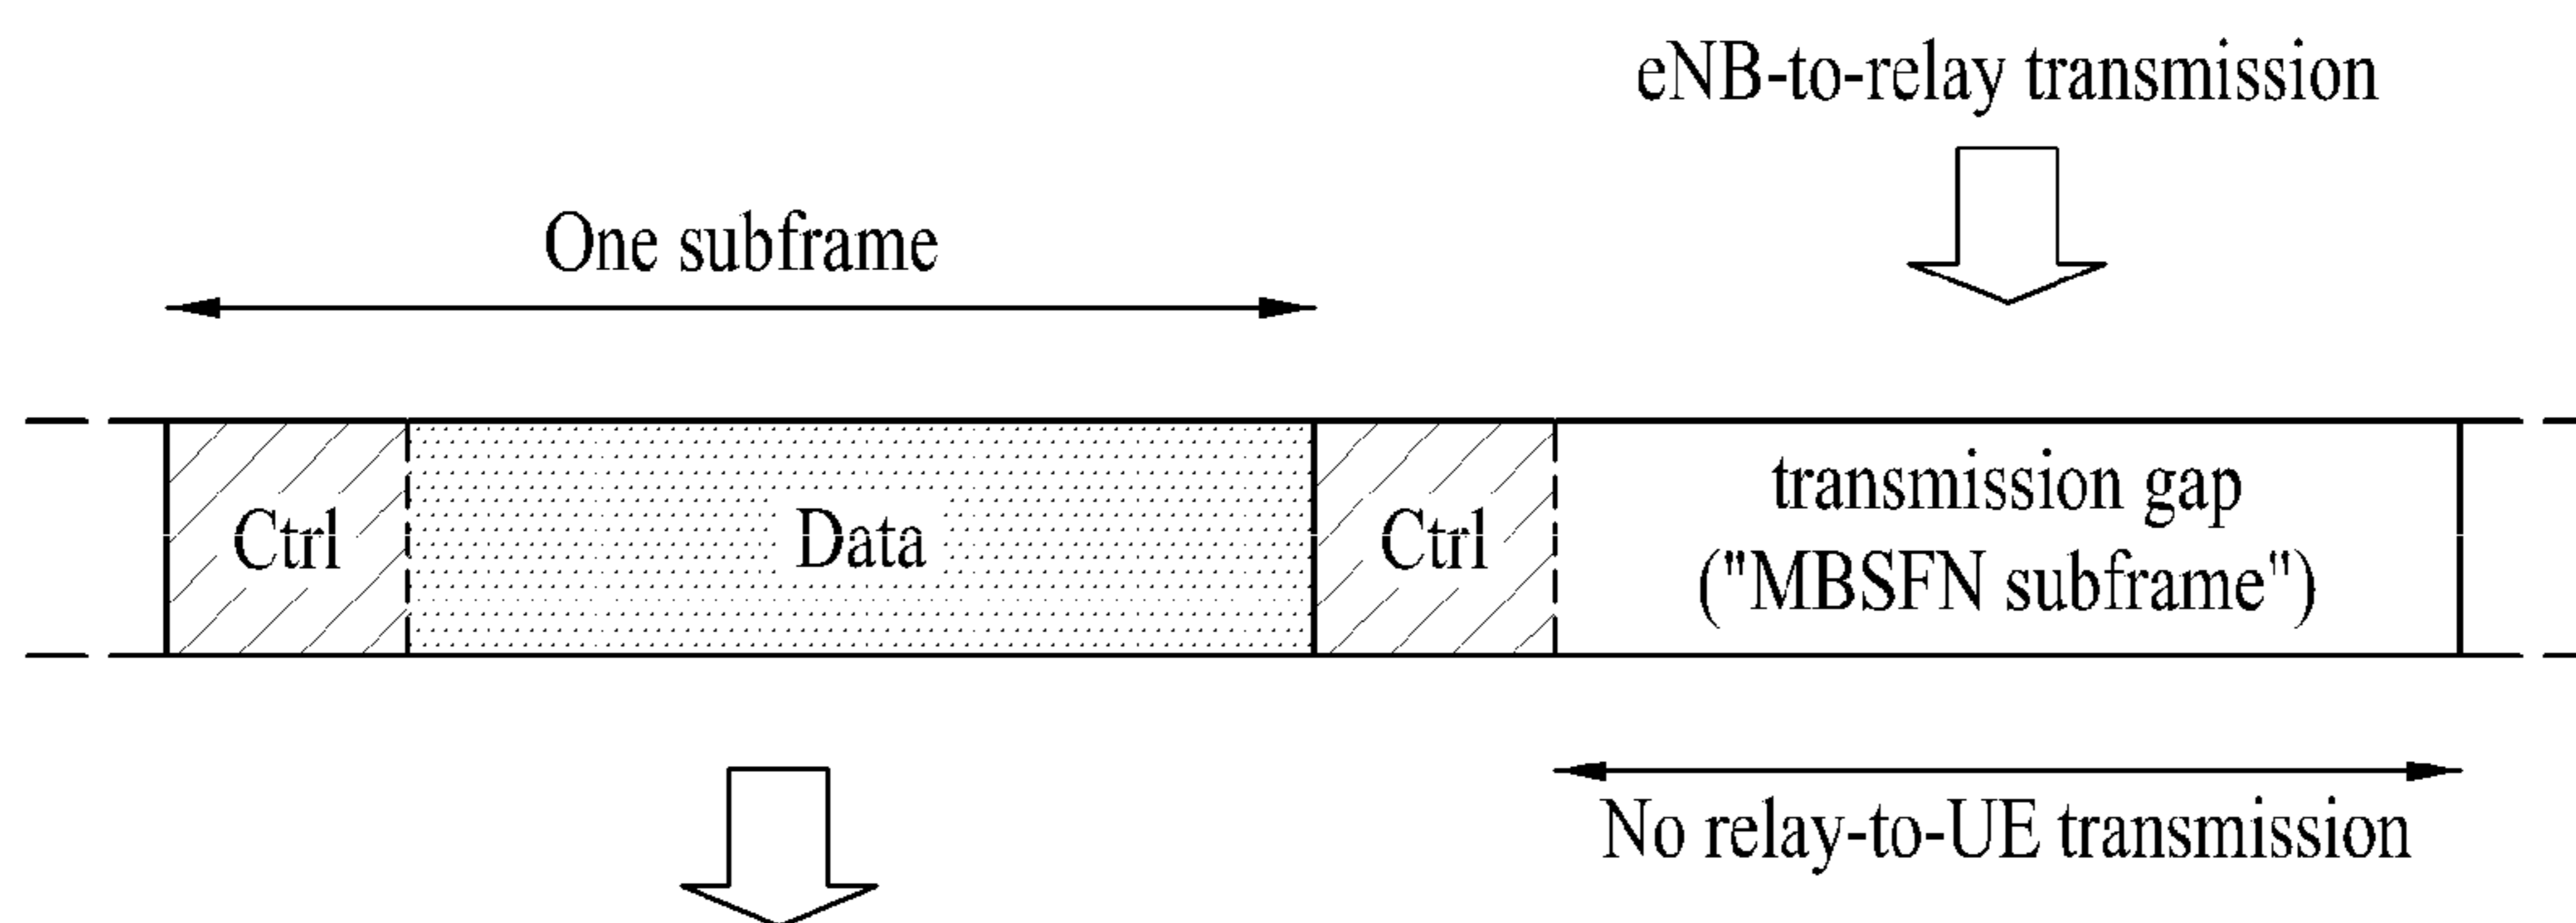 eNB-to-relay transmission
One subframe
Ctrl
Data
Ctrl
transmission gap
("MBSFN subframe")
No relay-to-UE transmission